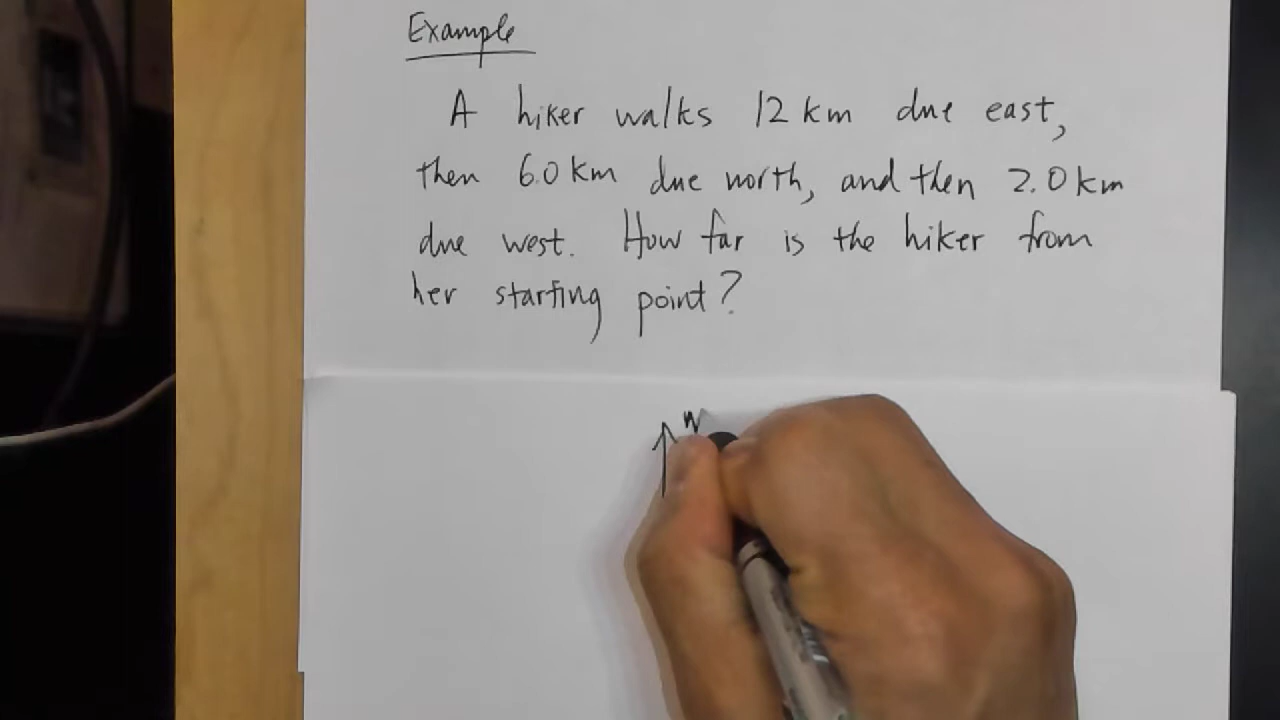 Example
A hiker walks 12 km due east,
then 6.0 km due north, and then 2.0 km
due west. How far is the hiker from
her starting point?
N